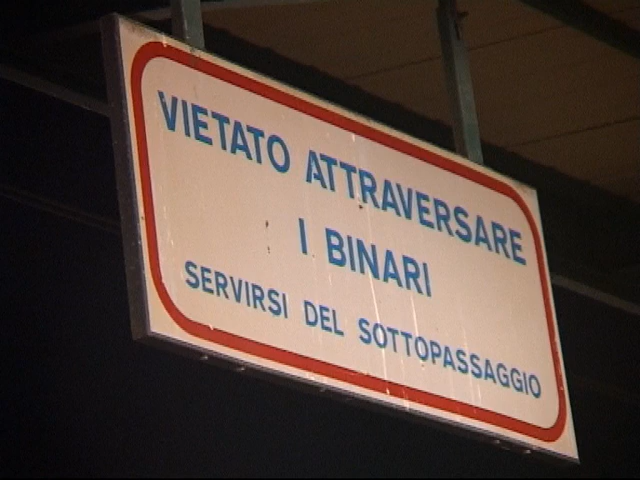 VIETATO ATTRAVERSARE
I BINARI
SERVIRSI DEL SOTTOPASSAGGIO